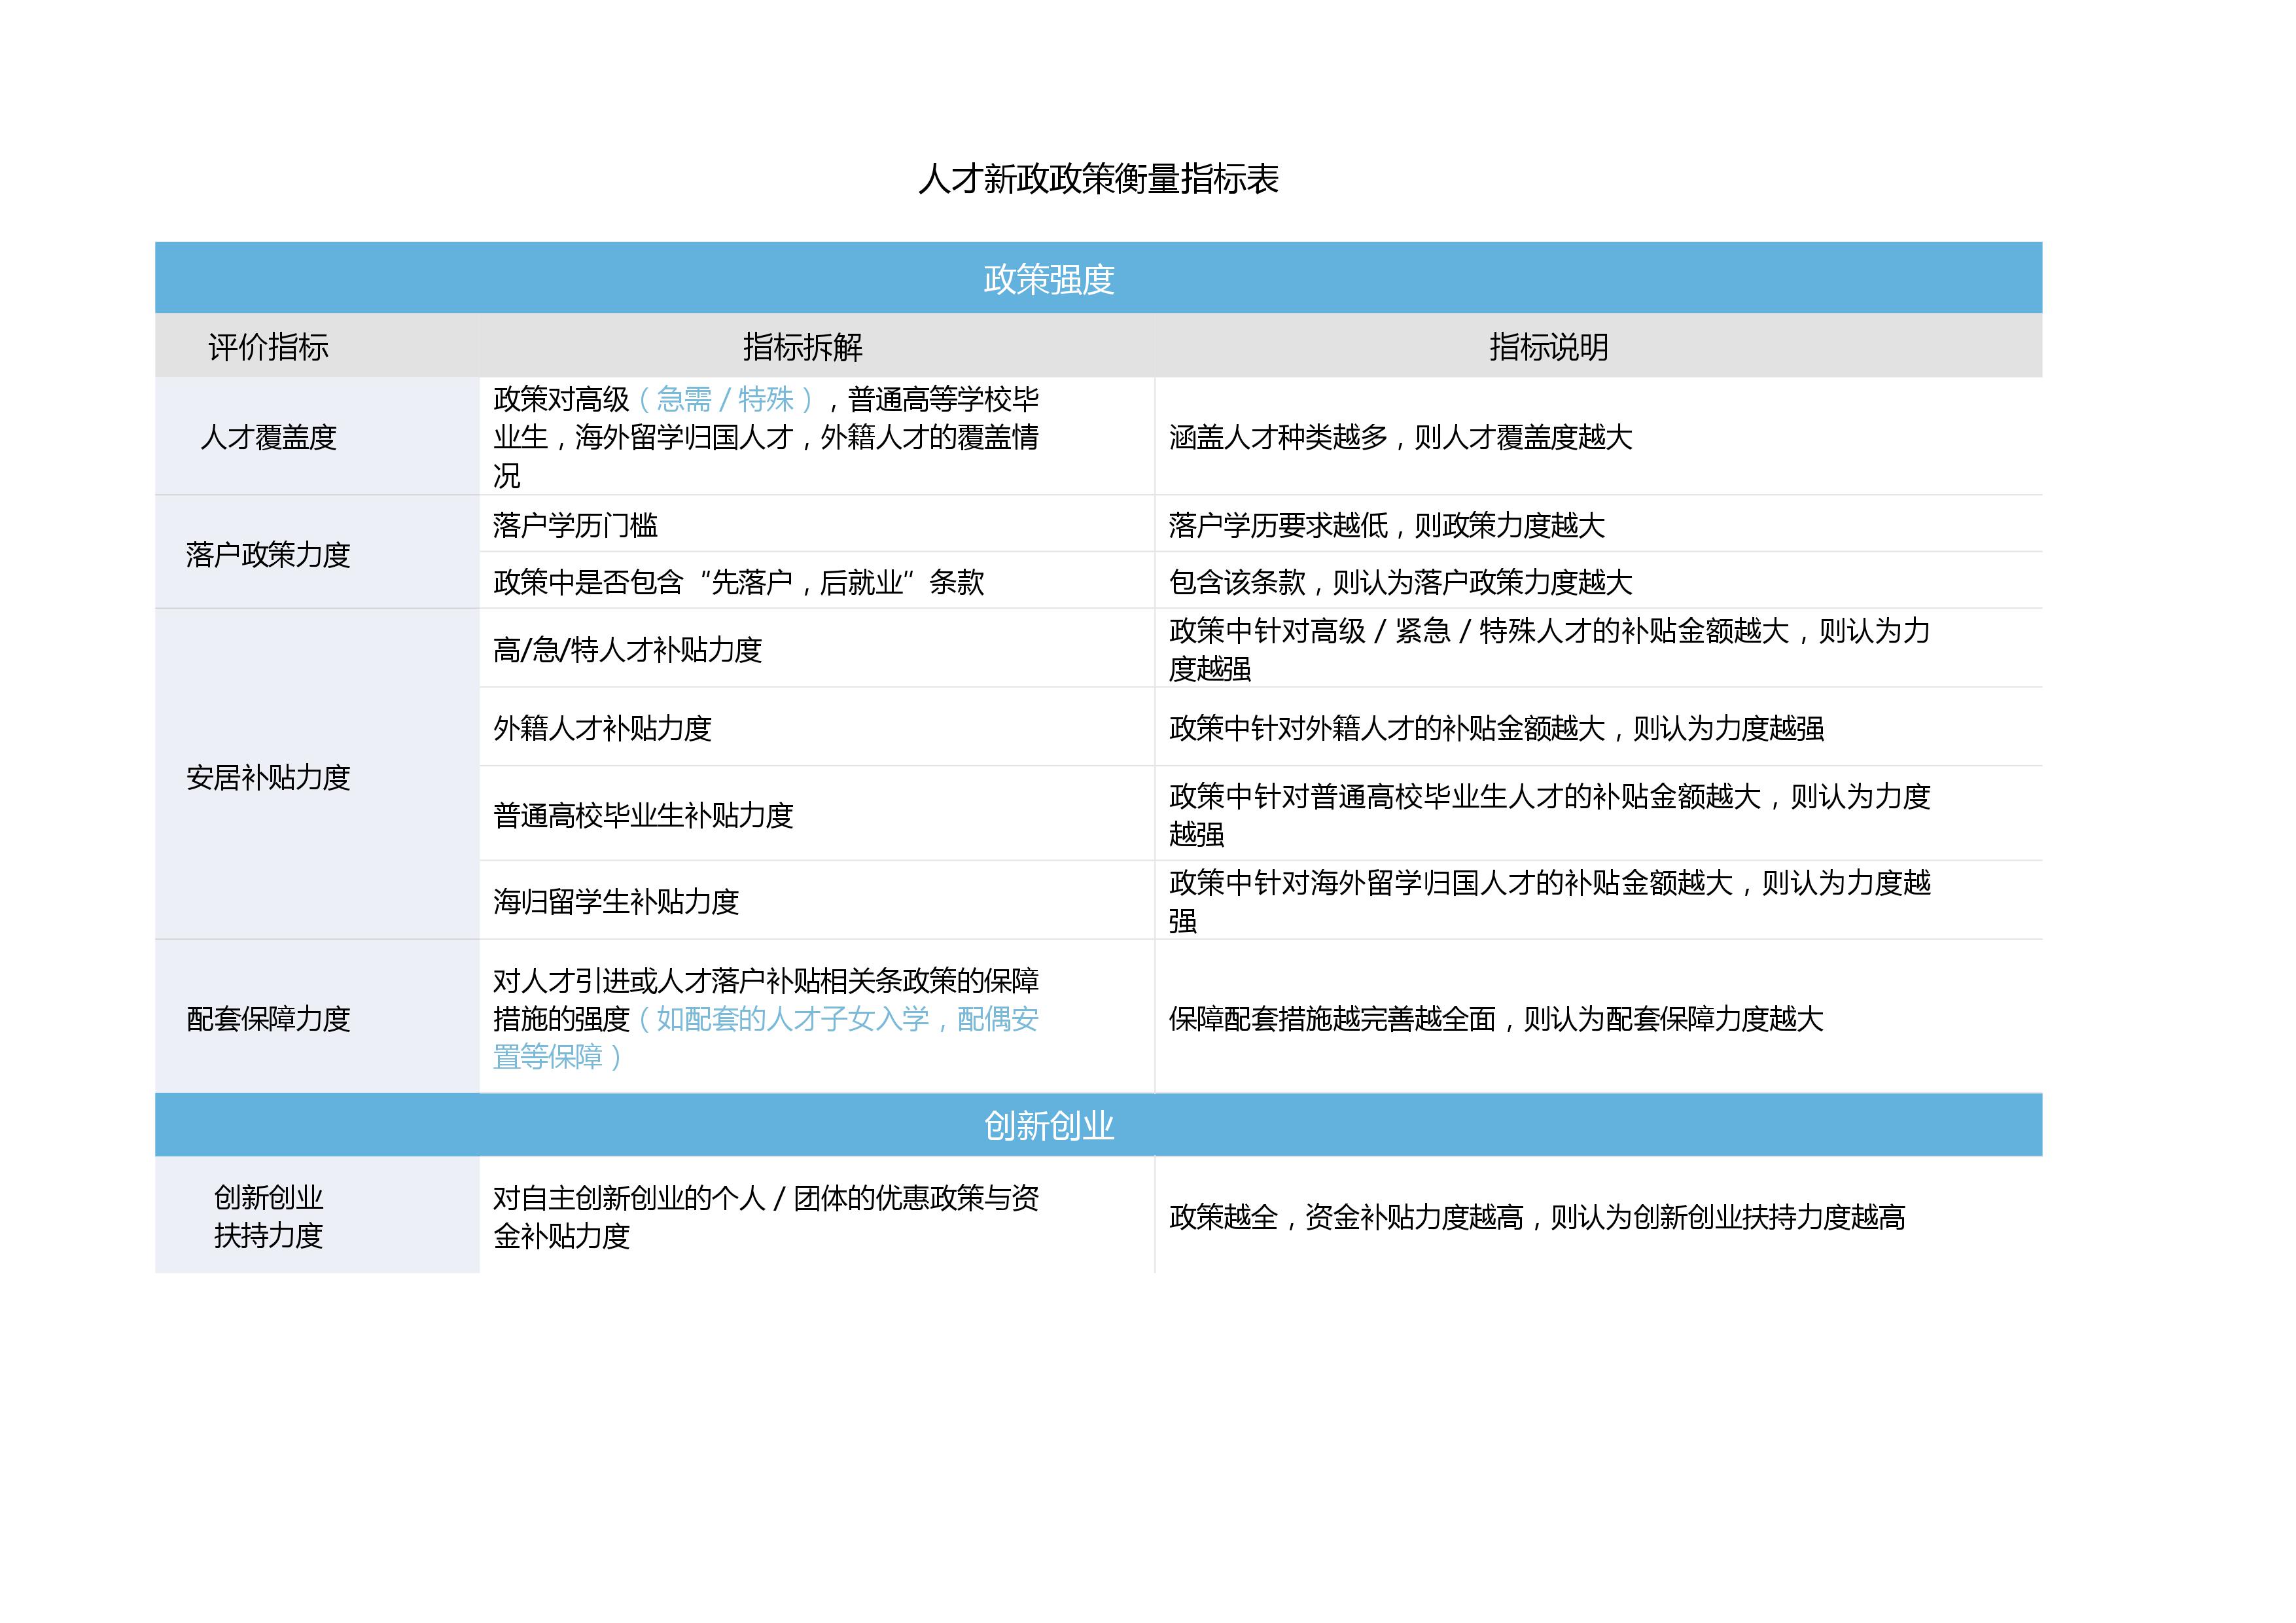 人才新政政策衡量指标表
政策强度
评价指标
指标拆解
指标说明
人才覆盖度
政策对高级（急需/特殊），普通高等学校毕
业生，海外留学归国人才，外籍人才的覆盖情
况
涵盖人才种类越多，则人才覆盖度越大
落户政策力度
落户学历门槛
落户学历要求越低，则政策力度越大
政策中是否包含“先落户，后就业”条款
包含该条款，则认为落户政策力度越大
安居补贴力度
高/急/特人才补贴力度
政策中针对高级/紧急/特殊人才的补贴金额越大，则认为力
度越强
外籍人才补贴力度
政策中针对外籍人才的补贴金额越大，则认为力度越强
普通高校毕业生补贴力度
政策中针对普通高校毕业生人才的补贴金额越大，则认为力度
越强
海归留学生补贴力度
政策中针对海外留学归国人才的补贴金额越大，则认为力度越
强
配套保障力度
对人才引进或人才落户补贴相关条政策的保障
措施的强度（如配套的人才子女入学，配偶安
置等保障）
保障配套措施越完善越全面，则认为配套保障力度越大
创新创业
创新创业
扶持力度
对自主创新创业的个人/团体的优惠政策与资
金补贴力度
政策越全，资金补贴力度越高，则认为创新创业扶持力度越高